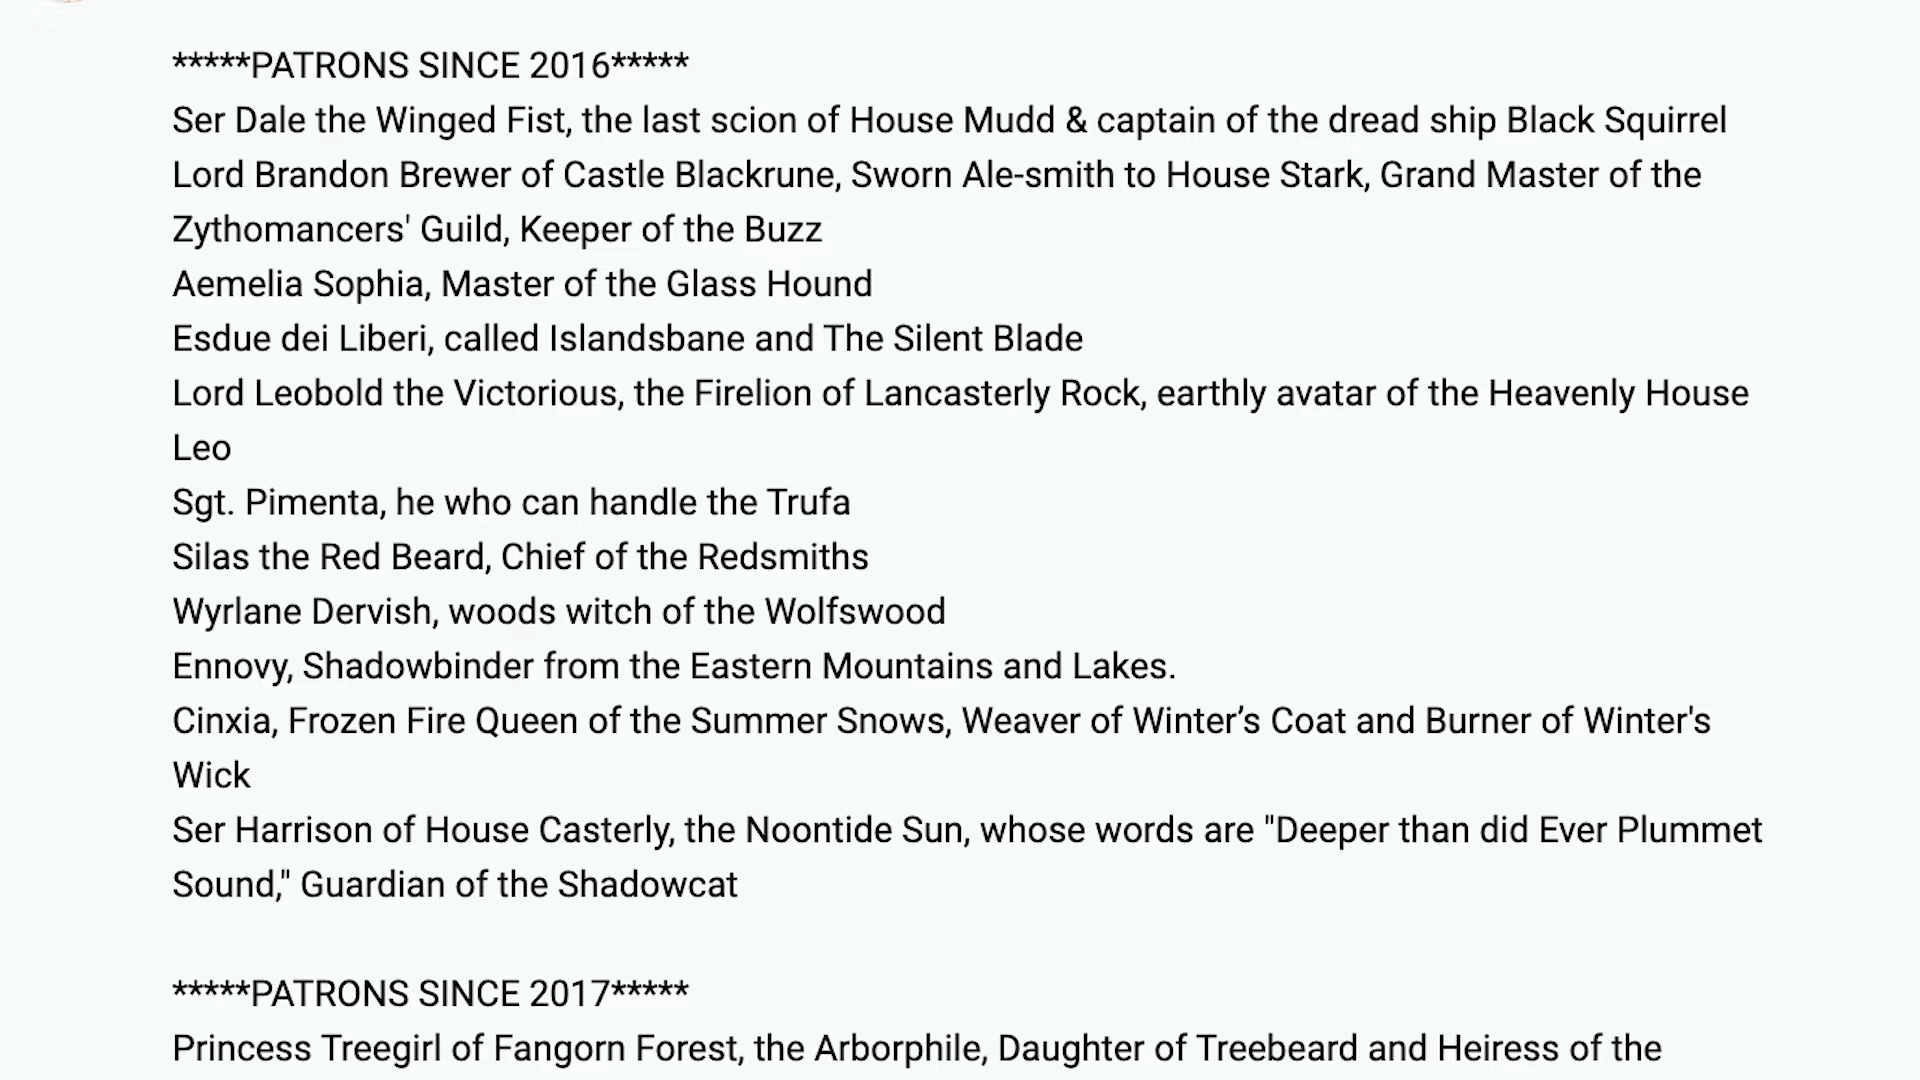 *****PATRONS SINCE 2016*****
Ser Dale the Winged Fist, the last scion of House Mudd & captain of the dread ship Black Squirrel
Lord Brandon Brewer of Castle Blackrune, Sworn Ale-smith to House Stark, Grand Master of the
Zythomancers' Guild, Keeper of the Buzz
Aemelia Sophia, Master of the Glass Hound
Esdue dei Liberi, called Islandsbane and The Silent Blade
Lord Leobold the Victorious, the Firelion of Lancasterly Rock, earthly avatar of the Heavenly House
Leo
Sgt. Pimenta, he who can handle the Trufa
Silas the Red Beard, Chief of the Redsmiths
Wyrlane Dervish, woods witch of the Wolfswood
Ennovy, Shadowbinder from the Eastern Mountains and Lakes.
Cinxia, Frozen Fire Queen of the Summer Snows, Weaver of Winter’s Coat and Burner of Winter's
Wick
Ser Harrison of House Casterly, the Noontide Sun, whose words are "Deeper than did Ever Plummet
Sound," Guardian of the Shadowcat
*****PATRONS SINCE 2017*****
Princess Treegirl of Fangorn Forest, the Arborphile, Daughter of Treebeard and Heiress of the